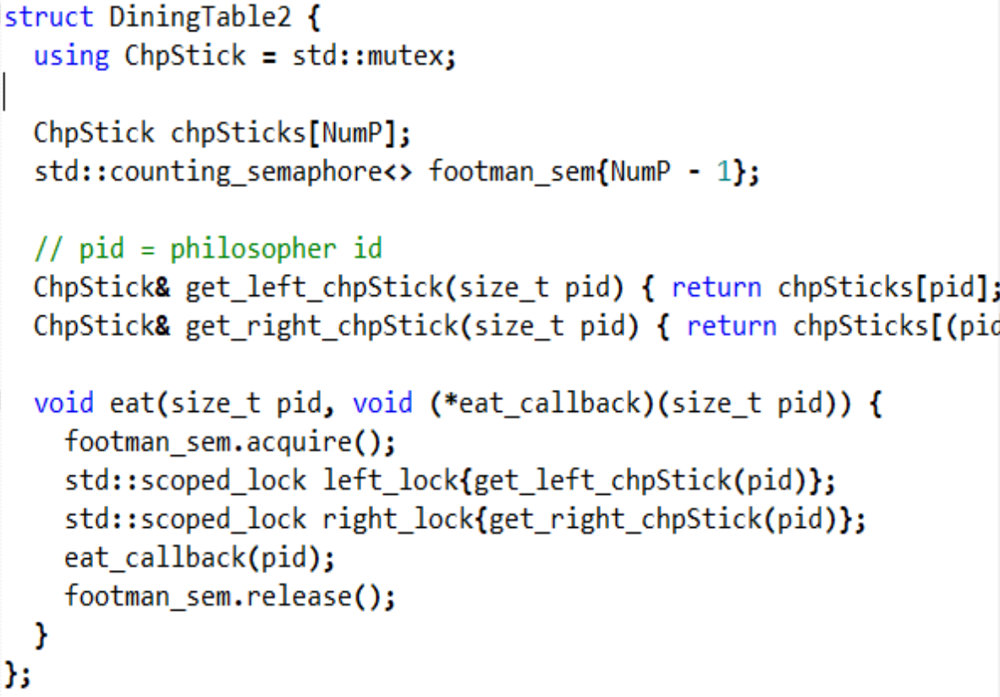 struct DiningTable2 {
  using ChpStick = std::mutex;

  ChpStick chpSticks[NumP];
  std::counting_semaphore<> footman_sem{NumP - 1};

  // pid = philosopher id
  ChpStick& get_left_chpStick(size_t pid) { return chpSticks[pid];
  ChpStick& get_right_chpStick(size_t pid) { return chpSticks[(pid

  void eat(size_t pid, void (*eat_callback)(size_t pid)) {
    footman_sem.acquire();
    std::scoped_lock left_lock{get_left_chpStick(pid)};
    std::scoped_lock right_lock{get_right_chpStick(pid)};
    eat_callback(pid);
    footman_sem.release();
  }
};